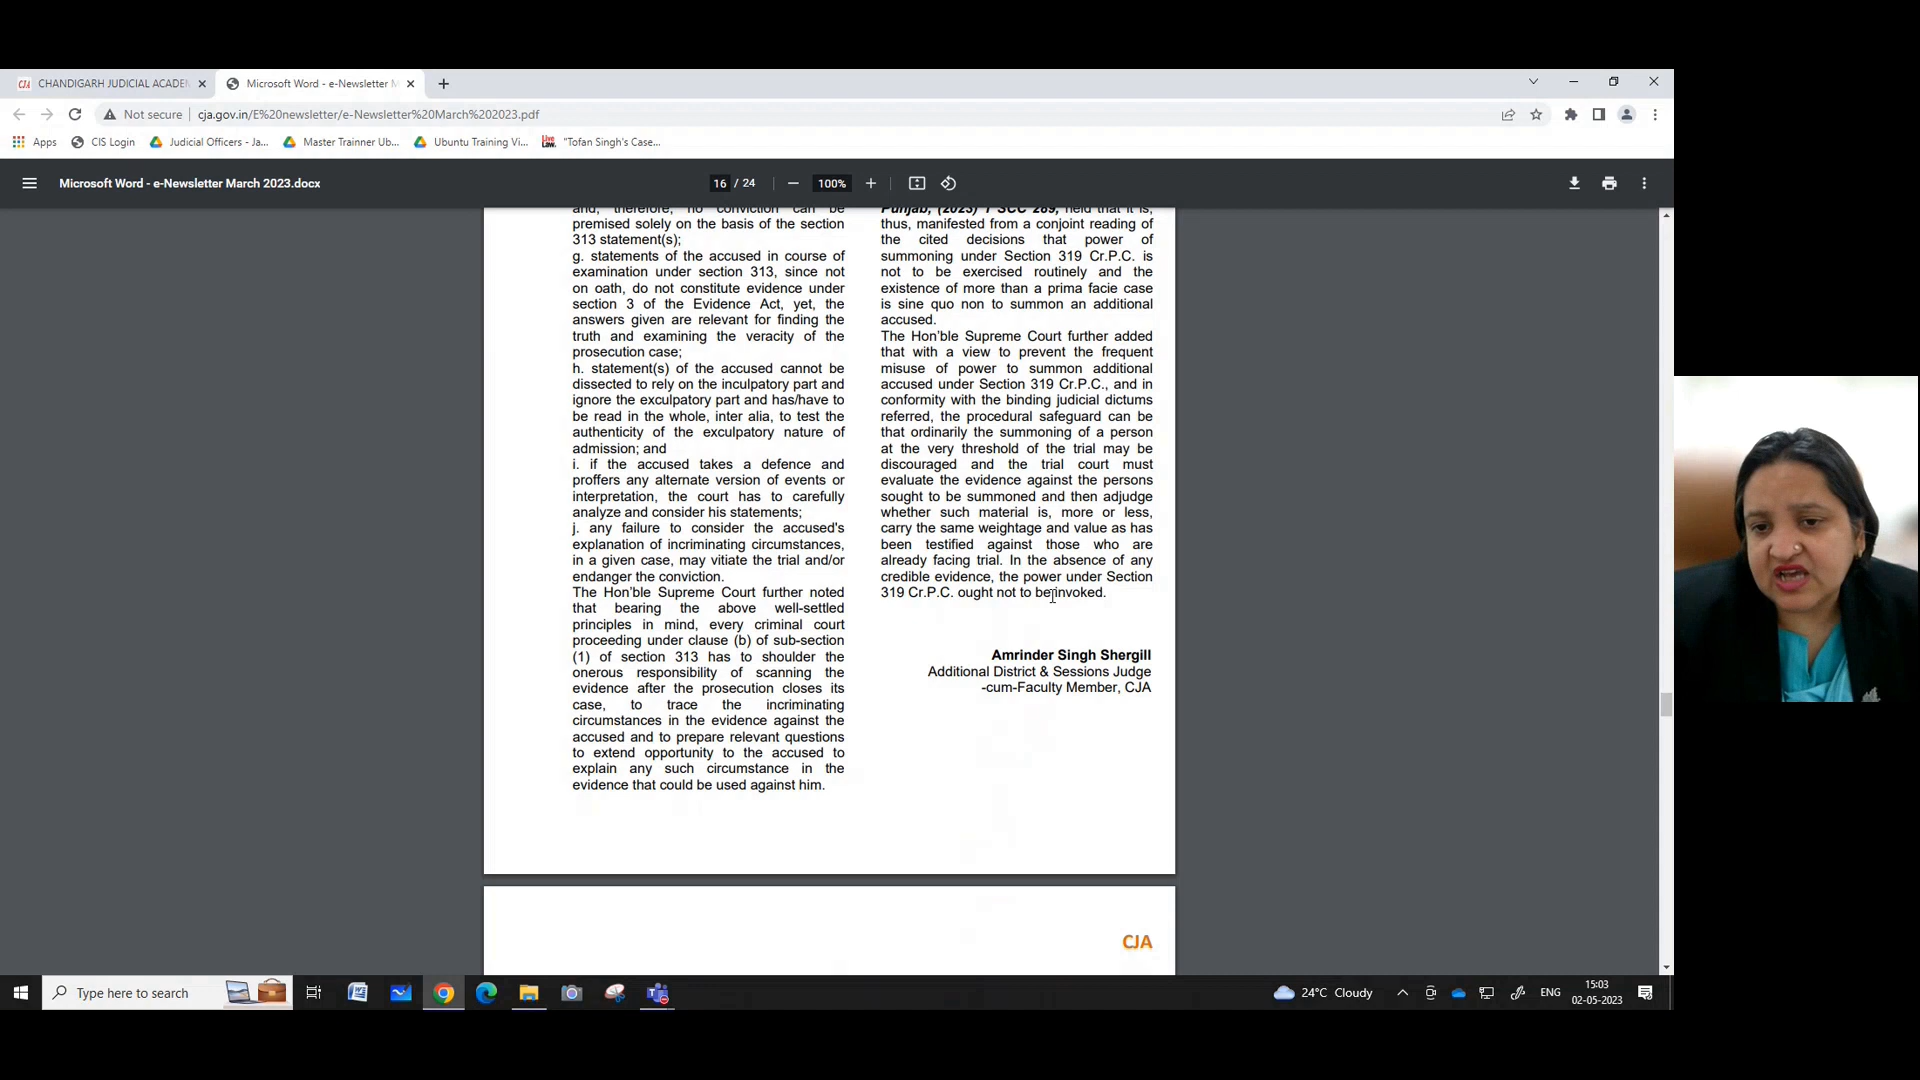 CJA CHANDIGARH JUDICIAL ACADEM
Microsoft Word - e-Newsletter M
Not secure
cja.gov.in/E%20newsletter/e-Newsletter%20March%202023.pdf
Apps
CIS Login
Judicial Officers - Ja...
Master Trainner Ub...
Ubuntu Training Vi...
Live Law
"Tofan Singh's Case...
Microsoft Word - e-Newsletter March 2023.docx
16 / 24
100%
and, therefore, no conviction can be
premised solely on the basis of the section
313 statement(s);
g. statements of the accused in course of
examination under section 313, since not
on oath, do not constitute evidence under
section 3 of the Evidence Act, yet, the
answers given are relevant for finding the
truth and examining the veracity of the
prosecution case;
h. statement(s) of the accused cannot be
dissected to rely on the inculpatory part and
ignore the exculpatory part and has/have to
be read in the whole, inter alia, to test the
authenticity of the exculpatory nature of
admission; and
i. if the accused takes a defence and
proffers any alternate version of events or
interpretation, the court has to carefully
analyze and consider his statements;
j. any failure to consider the accused's
explanation of incriminating circumstances,
in a given case, may vitiate the trial and/or
endanger the conviction.
The Hon'ble Supreme Court further noted
that bearing the above well-settled
principles in mind, every criminal court
proceeding under clause (b) of sub-section
(1) of section 313 has to shoulder the
onerous responsibility of scanning the
evidence after the prosecution closes its
case, to trace the incriminating
circumstances in the evidence against the
accused and to prepare relevant questions
to extend opportunity to the accused to
explain any such circumstance in the
evidence that could be used against him.
Punjab, (2023) 1 SCC 289, held that it is,
thus, manifested from a conjoint reading of
the cited decisions that power of
summoning under Section 319 Cr.P.C. is
not to be exercised routinely and the
existence of more than a prima facie case
is sine quo non to summon an additional
accused.
The Hon'ble Supreme Court further added
that with a view to prevent the frequent
misuse of power to summon additional
accused under Section 319 Cr.P.C., and in
conformity with the binding judicial dictums
referred, the procedural safeguard can be
that ordinarily the summoning of a person
at the very threshold of the trial may be
discouraged and the trial court must
evaluate the evidence against the persons
sought to be summoned and then adjudge
whether such material is, more or less,
carry the same weightage and value as has
been testified against those who are
already facing trial. In the absence of any
credible evidence, the power under Section
319 Cr.P.C. ought not to be invoked.
Amrinder Singh Shergill
Additional District & Sessions Judge
-cum-Faculty Member, CJA
CJA
Type here to search
24°C Cloudy
ENG
15:03
02-05-2023